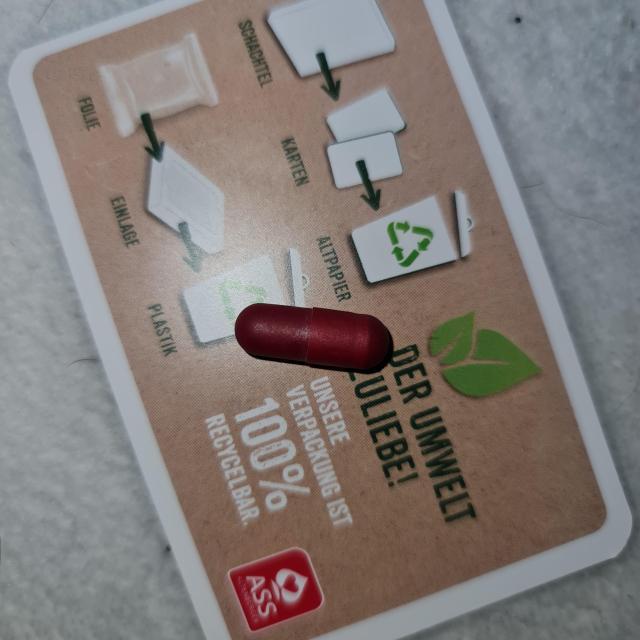 DER UMWELT
ZULIEBE!
UNSERE
VERPACKUNG IST
100%
RECYCELBAR.
SCHACHTEL
KARTEN
ALTPAPIER
FOLIE
EINLAGE
PLASTIK
ASS